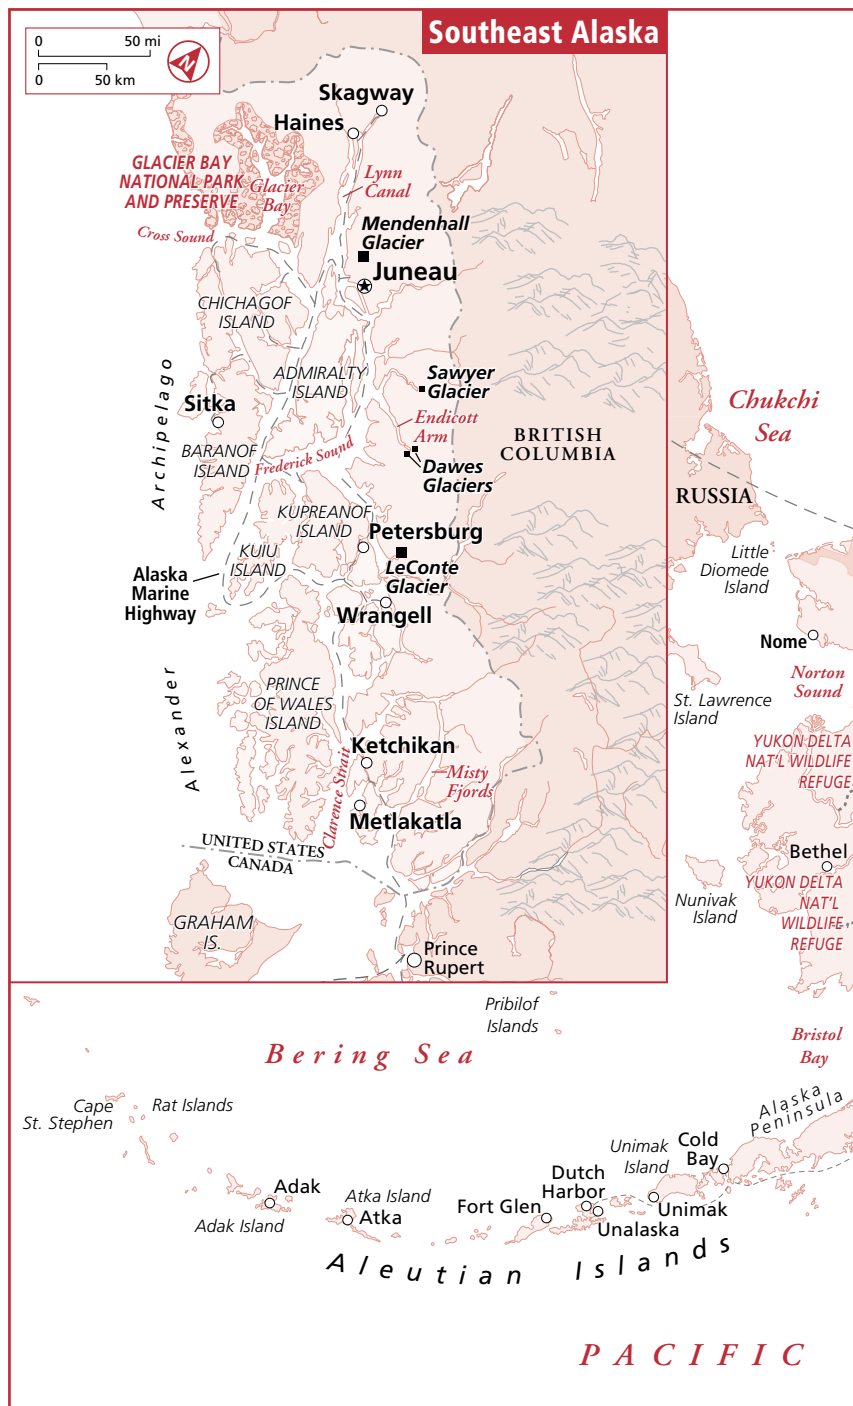 Southeast Alaska
0 50 mi
0 50 km
N
Skagway
Haines
GLACIER BAY
NATIONAL PARK
AND PRESERVE
Glacier
Bay
Lynn
Canal
Cross Sound
Mendenhall
Glacier
Juneau
CHICHAGOF
ISLAND
ADMIRALTY
ISLAND
Sawyer
Glacier
Sitka
Endicott
Arm
BARANOF
ISLAND
Frederick Sound
Dawes
Glaciers
BRITISH
COLUMBIA
Archipelago
KUPREANOF
ISLAND
Petersburg
KUIU
ISLAND
LeConte
Glacier
Alaska
Marine
Highway
Wrangell
Alexander
PRINCE
OF WALES
ISLAND
Ketchikan
Clarence Strait
Misty
Fjords
Metlakatla
UNITED STATES
CANADA
GRAHAM
IS.
Prince
Rupert
Chukchi
Sea
RUSSIA
Little
Diomede
Island
Nome
Norton
Sound
St. Lawrence
Island
YUKON DELTA
NAT'L WILDLIFE
REFUGE
Bethel
YUKON DELTA
NAT'L
WILDLIFE
REFUGE
Nunivak
Island
Pribilof
Islands
Bristol
Bay
Bering Sea
Cape
St. Stephen
Rat Islands
Alaska
Peninsula
Cold
Bay
Unimak
Island
Dutch
Harbor
Adak
Atka Island
Adak Island
Atka
Fort Glen
Unimak
Unalaska
Aleutian Islands
PACIFIC